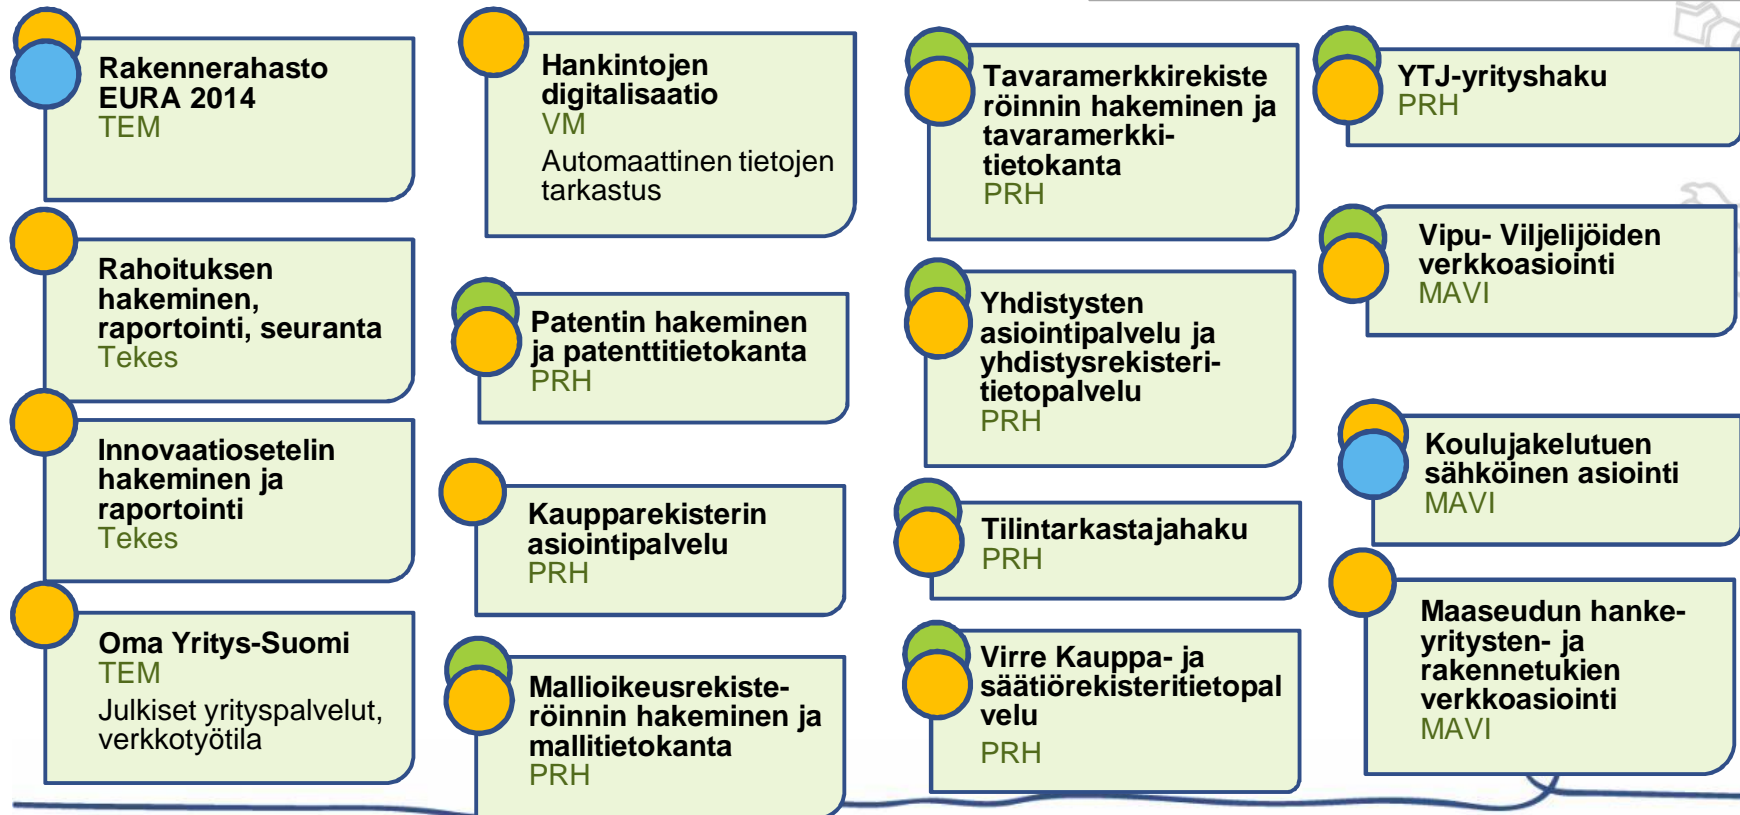 Rakennerahasto
EURA 2014
TEM
Rahoituksen
hakeminen,
raportointi, seuranta
Tekes
Innovaatiosetelin
hakeminen ja
raportointi
Tekes
Oma Yritys-Suomi
TEM
Julkiset yrityspalvelut,
verkkotyötila
Hankintojen
digitalisaatio
VM
Automaattinen tietojen
tarkastus
Patentin hakeminen
ja patenttitietokanta
PRH
Kaupparekisterin
asiointipalvelu
PRH
Mallioikeusrekiste-
röinnin hakeminen ja
mallitietokanta
PRH
Tavaramerkkirekiste
röinnin hakeminen ja
tavaramerkki-
tietokanta
PRH
Yhdistysten
asiointipalvelu ja
yhdistysrekisteri-
tietopalvelu
PRH
Tilintarkastajahaku
PRH
Virre Kauppa- ja
säätiörekisteritietopal
velu
PRH
YTJ-yrityshaku
PRH
Vipu- Viljelijöiden
verkkoasiointi
MAVI
Koulujakelutuen
sähköinen asiointi
MAVI
Maaseudun hanke-
yritysten- ja
rakennetukien
verkkoasiointi
MAVI